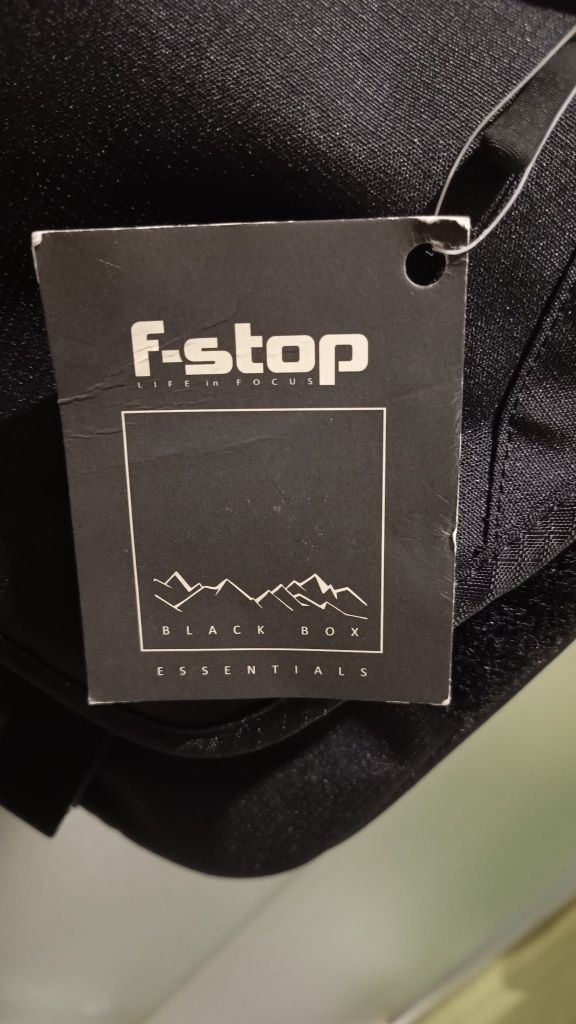 f-stop
LIFE in FOCUS
BLACK BOX
ESSENTIALS